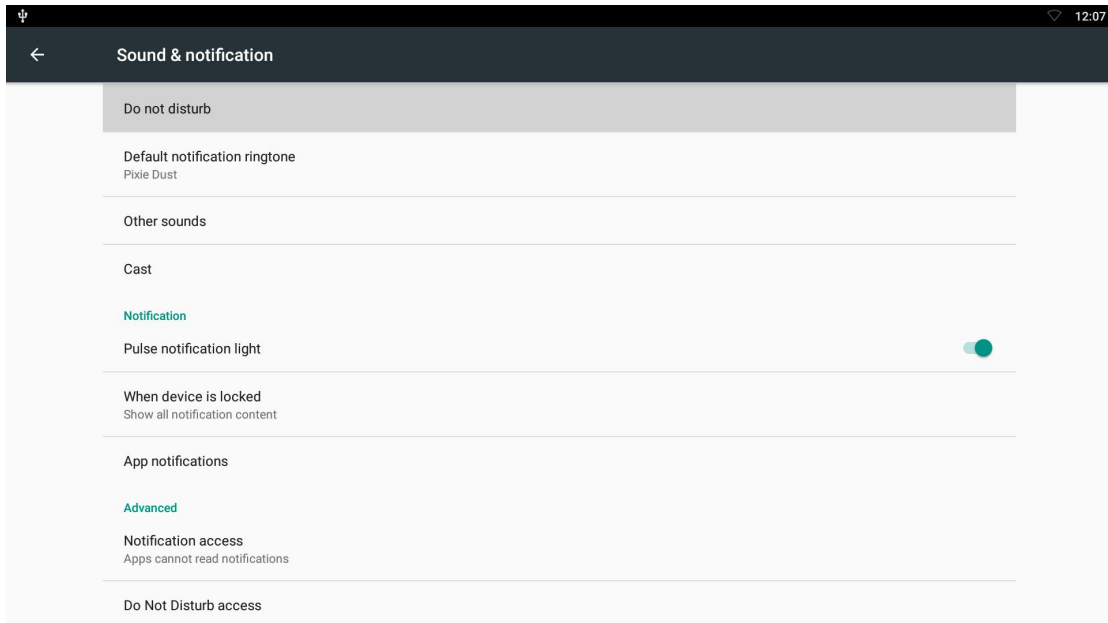 12:07
Sound & notification
Do not disturb
Default notification ringtone
Pixie Dust
Other sounds
Cast
Notification
Pulse notification light
When device is locked
Show all notification content
App notifications
Advanced
Notification access
Apps cannot read notifications
Do Not Disturb access